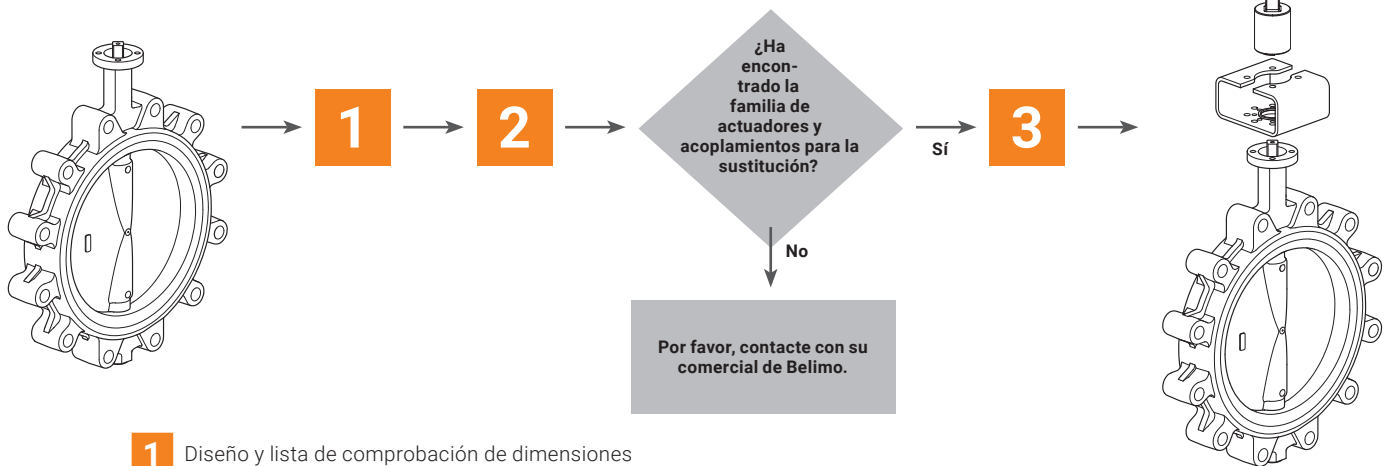 ¿Ha
encon-
trado la
familia de
actuadores y
acoplamientos para la
sustitución?
1
2
Sí
3
No
Por favor, contacte con su
comercial de Belimo.
1 Diseño y lista de comprobación de dimensiones